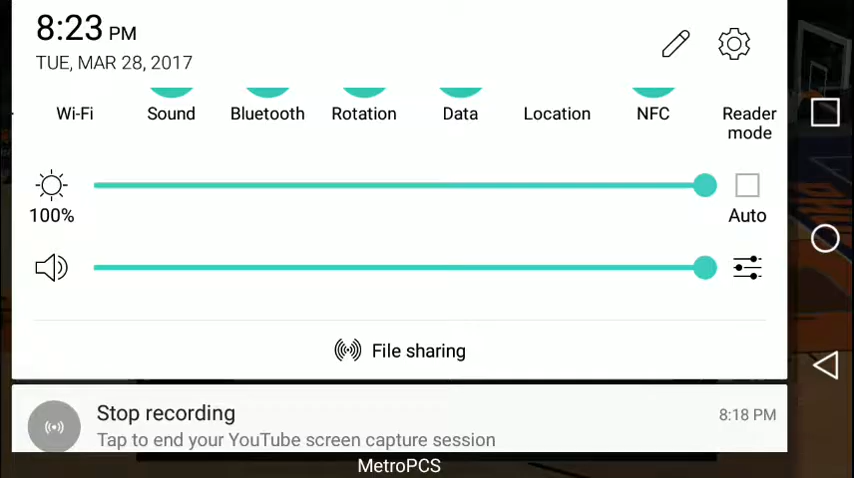 8:23 PM
TUE, MAR 28, 2017
Wi-Fi
Sound
Bluetooth
Rotation
Data
Location
NFC
Reader
mode
100%
Auto
File sharing
Stop recording
8:18 PM
Tap to end your YouTube screen capture session
MetroPCS